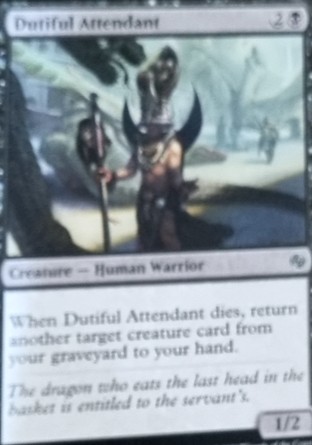 Dutiful Attendant 2
Creature — Human Warrior
When Dutiful Attendant dies, return
another target creature card from
your graveyard to your hand.
The dragon who eats the last head in the
basket is entitled to the servant's.
1/2